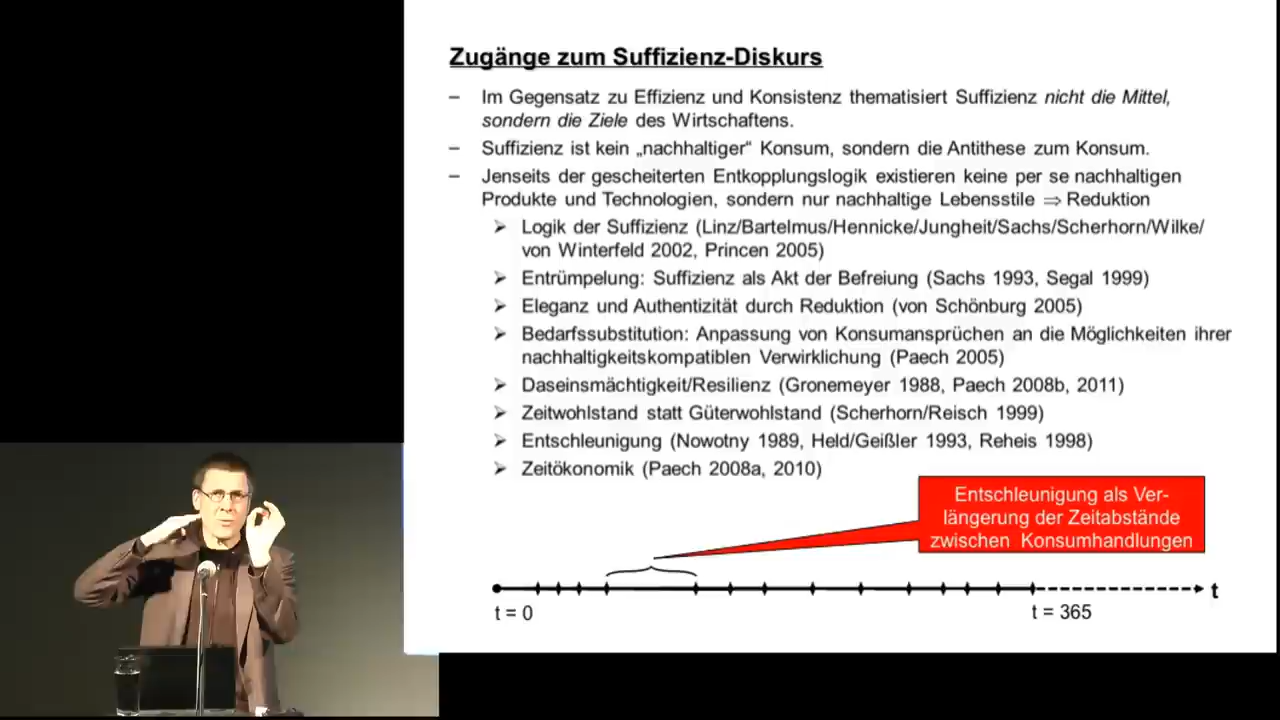 Zugänge zum Suffizienz-Diskurs
– Im Gegensatz zu Effizienz und Konsistenz thematisiert Suffizienz nicht die Mittel,
sondern die Ziele des Wirtschaftens.
– Suffizienz ist kein „nachhaltiger“ Konsum, sondern die Antithese zum Konsum.
– Jenseits der gescheiterten Entkopplungslogik existieren keine per se nachhaltigen
Produkte und Technologien, sondern nur nachhaltige Lebensstile ⇒ Reduktion
➢ Logik der Suffizienz (Linz/Bartelmus/Hennicke/Jungheit/Sachs/Scherhorn/Wilke/
von Winterfeld 2002, Princen 2005)
➢ Entrümpelung: Suffizienz als Akt der Befreiung (Sachs 1993, Segal 1999)
➢ Eleganz und Authentizität durch Reduktion (von Schönburg 2005)
➢ Bedarfssubstitution: Anpassung von Konsumansprüchen an die Möglichkeiten ihrer
nachhaltigkeitskompatiblen Verwirklichung (Paech 2005)
➢ Daseinsmächtigkeit/Resilienz (Gronemeyer 1988, Paech 2008b, 2011)
➢ Zeitwohlstand statt Güterwohlstand (Scherhorn/Reisch 1999)
➢ Entschleunigung (Nowotny 1989, Held/Geißler 1993, Reheis 1998)
➢ Zeitökonomik (Paech 2008a, 2010)
Entschleunigung als Ver-
längerung der Zeitabstände
zwischen Konsumhandlungen
t
t = 0
t = 365